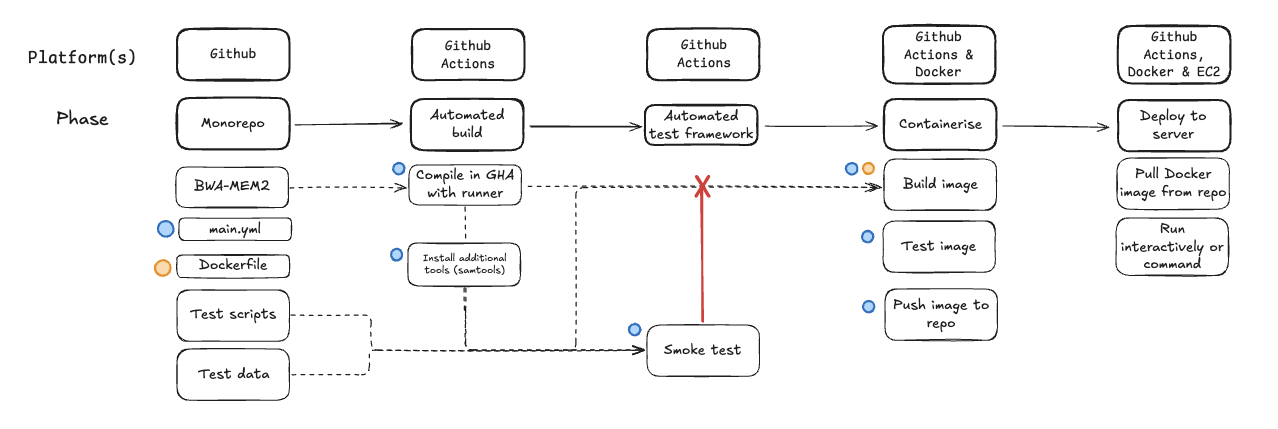 Platform(s)
Github
Github
Actions
Github
Actions
Github
Actions &
Docker
Github
Actions,
Docker & EC2
Phase
Monorepo
Automated
build
Automated
test framework
Containerise
Deploy to
server
BWA-MEM2
Compile in GHA
with runner
Build image
Pull Docker
image from repo
main.yml
Dockerfile
Install additional
tools (samtools)
Test image
Run
interactively or
command
Test scripts
Push image to
repo
Smoke test
Test data